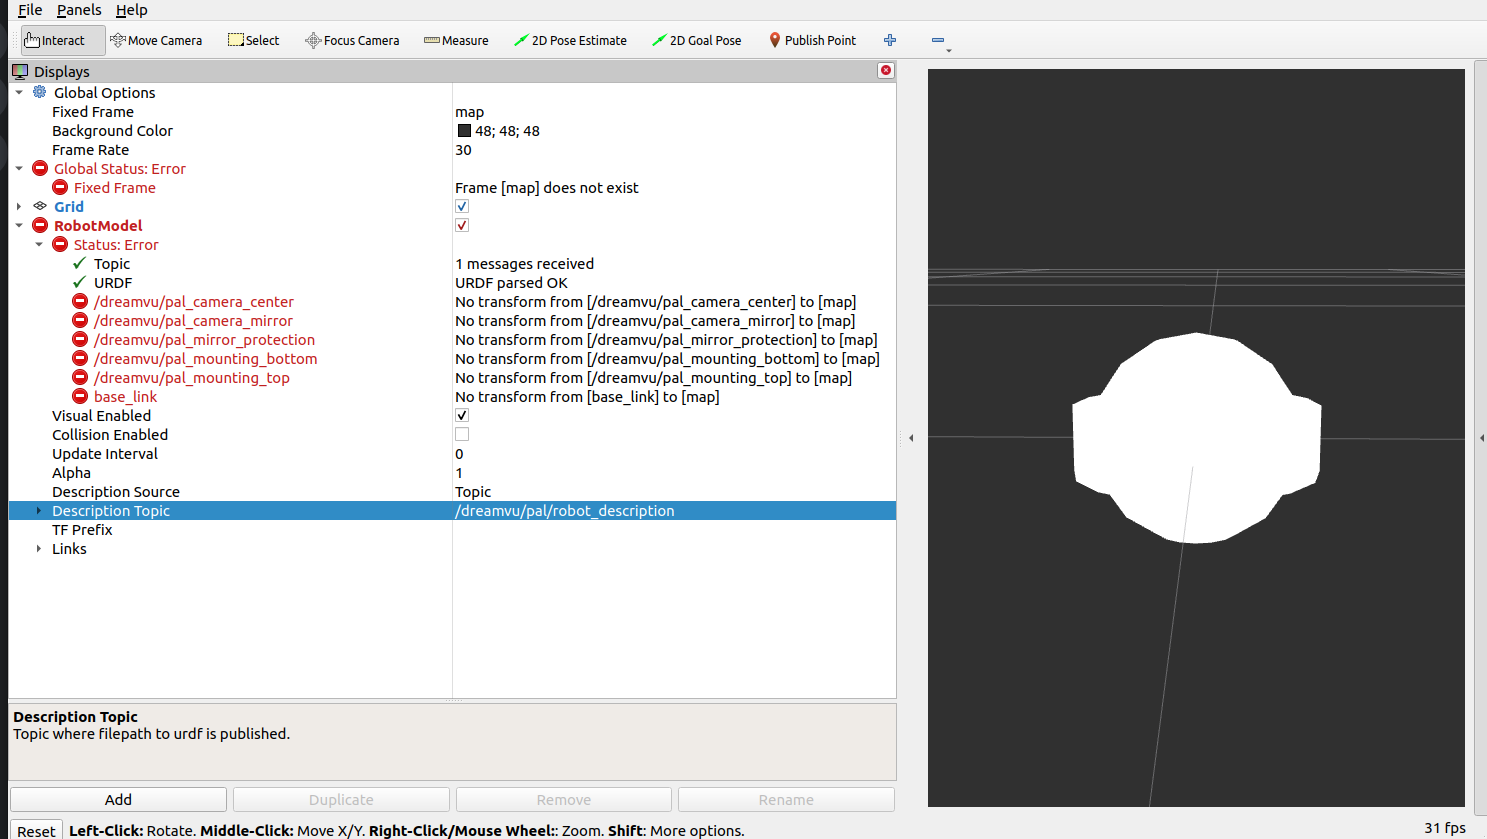 File Panels Help
Interact Move Camera Select Focus Camera Measure 2D Pose Estimate 2D Goal Pose Publish Point
Displays
Global Options
Fixed Frame map
Background Color 48; 48; 48
Frame Rate 30
Global Status: Error
Fixed Frame Frame [map] does not exist
Grid
RobotModel
Status: Error
Topic 1 messages received
URDF URDF parsed OK
/dreamvu/pal_camera_center No transform from [/dreamvu/pal_camera_center] to [map]
/dreamvu/pal_camera_mirror No transform from [/dreamvu/pal_camera_mirror] to [map]
/dreamvu/pal_mirror_protection No transform from [/dreamvu/pal_mirror_protection] to [map]
/dreamvu/pal_mounting_bottom No transform from [/dreamvu/pal_mounting_bottom] to [map]
/dreamvu/pal_mounting_top No transform from [/dreamvu/pal_mounting_top] to [map]
base_link No transform from [base_link] to [map]
Visual Enabled
Collision Enabled
Update Interval 0
Alpha 1
Description Source Topic
Description Topic /dreamvu/pal/robot_description
TF Prefix
Links
Description Topic
Topic where filepath to urdf is published.
Add Duplicate Remove Rename
Reset Left-Click: Rotate. Middle-Click: Move X/Y. Right-Click/Mouse Wheel:: Zoom. Shift: More options. 31 fps